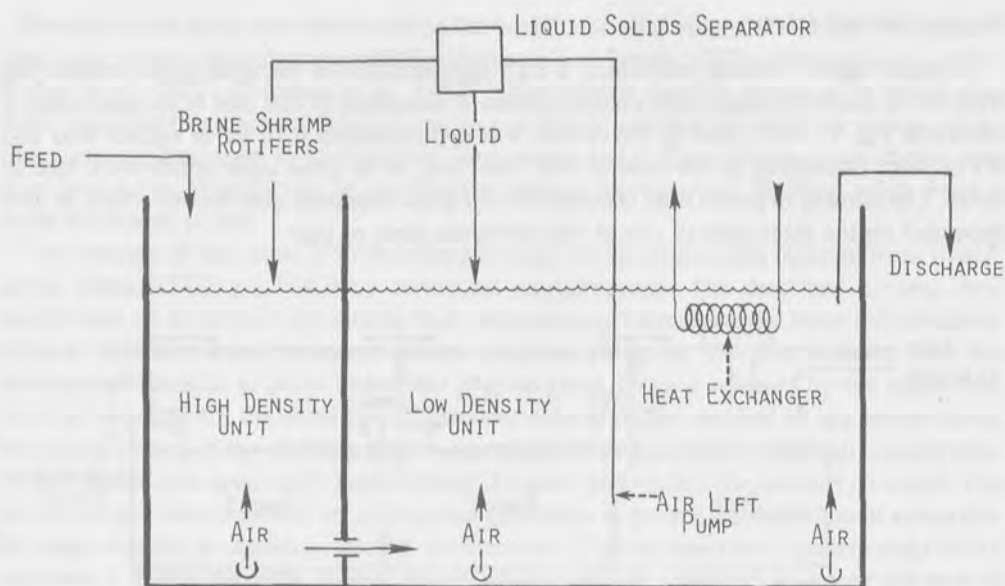 LIQUID SOLIDS SEPARATOR
BRINE SHRIMP
ROTIFERS
LIQUID
FEED
DISCHARGE
HIGH DENSITY
UNIT
LOW DENSITY
UNIT
HEAT EXCHANGER
AIR LIFT
PUMP
AIR
AIR
AIR